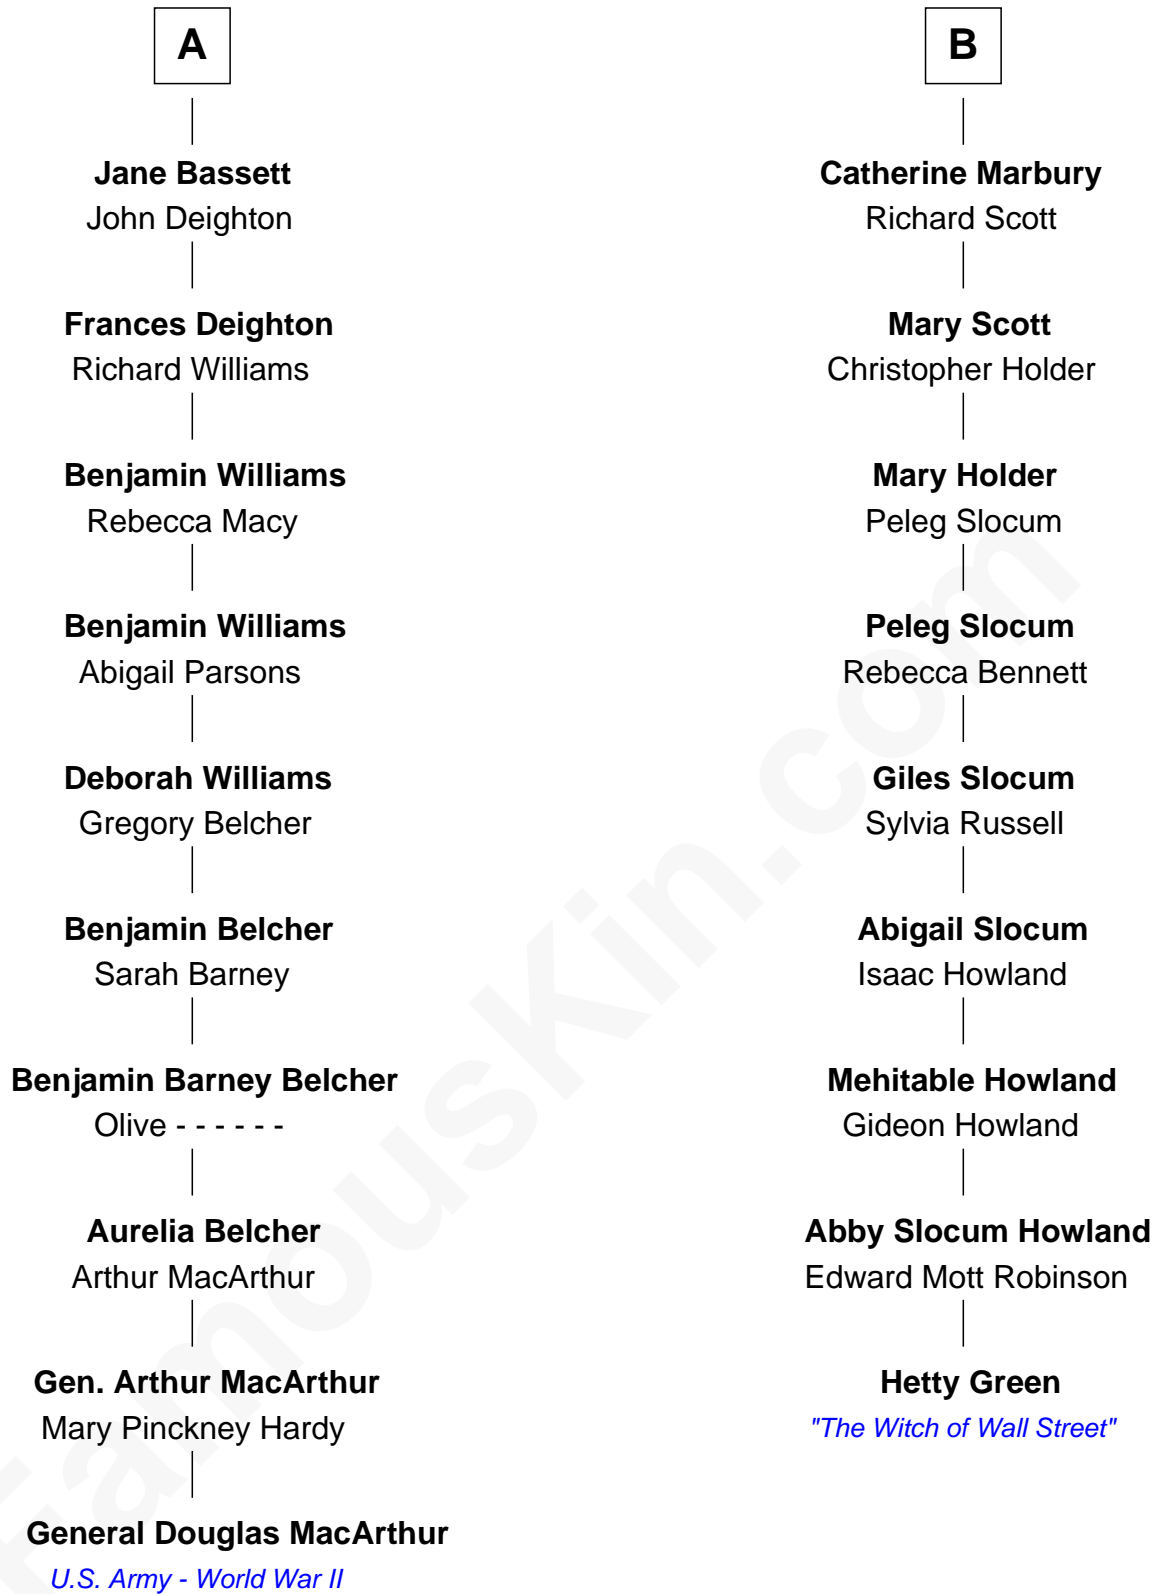 A
Jane Bassett
John Deighton
Frances Deighton
Richard Williams
Benjamin Williams
Rebecca Macy
Benjamin Williams
Abigail Parsons
Deborah Williams
Gregory Belcher
Benjamin Belcher
Sarah Barney
Benjamin Barney Belcher
Olive - - - - - -
Aurelia Belcher
Arthur MacArthur
Gen. Arthur MacArthur
Mary Pinckney Hardy
General Douglas MacArthur
U.S. Army - World War II
B
Catherine Marbury
Richard Scott
Mary Scott
Christopher Holder
Mary Holder
Peleg Slocum
Peleg Slocum
Rebecca Bennett
Giles Slocum
Sylvia Russell
Abigail Slocum
Isaac Howland
Mehitable Howland
Gideon Howland
Abby Slocum Howland
Edward Mott Robinson
Hetty Green
"The Witch of Wall Street"
FamousKin.com